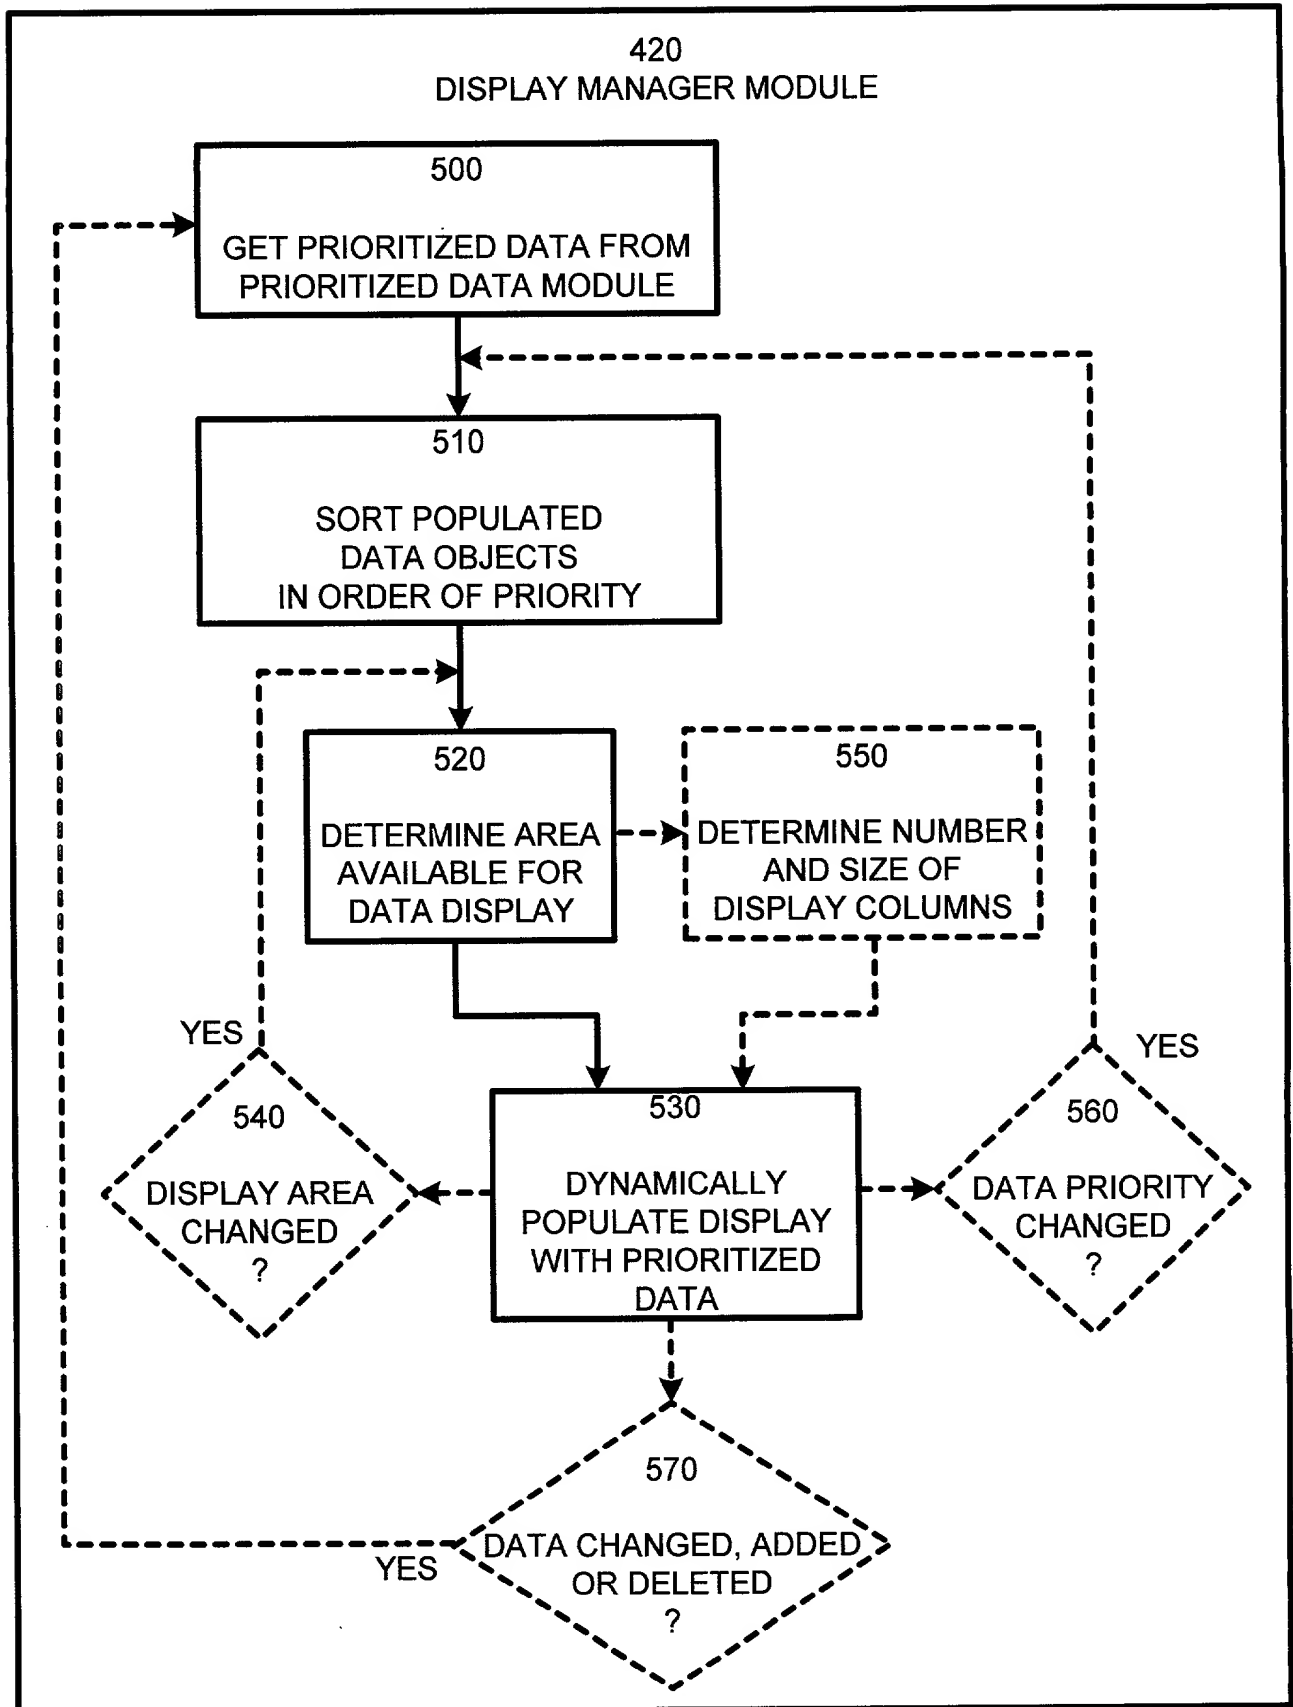 420
DISPLAY MANAGER MODULE
500
GET PRIORITIZED DATA FROM
PRIORITIZED DATA MODULE
510
SORT POPULATED
DATA OBJECTS
IN ORDER OF PRIORITY
520
DETERMINE AREA
AVAILABLE FOR
DATA DISPLAY
550
DETERMINE NUMBER
AND SIZE OF
DISPLAY COLUMNS
YES
540
DISPLAY AREA
CHANGED
?
530
DYNAMICALLY
POPULATE DISPLAY
WITH PRIORITIZED
DATA
YES
560
DATA PRIORITY
CHANGED
?
570
DATA CHANGED, ADDED
OR DELETED
?
YES